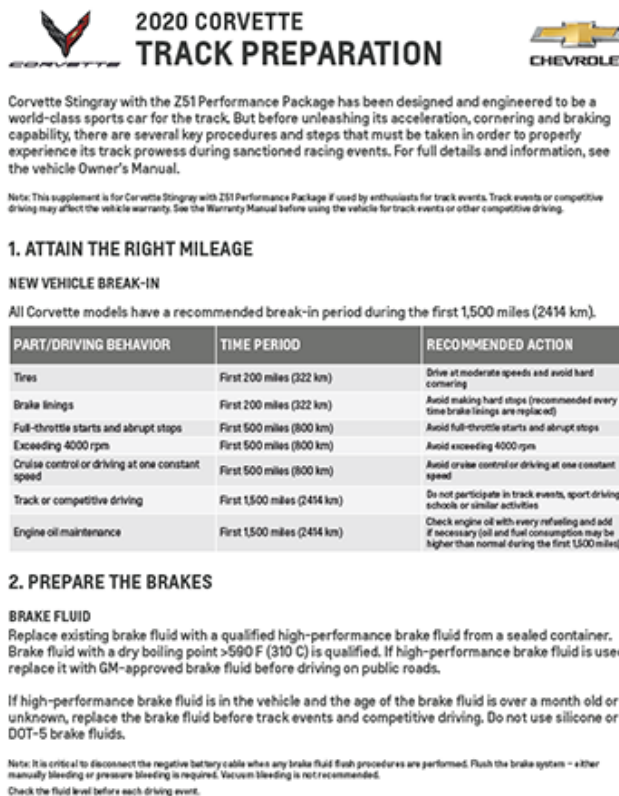 2020 CORVETTE
TRACK PREPARATION
CORVETTE
CHEVROLE
Corvette Stingray with the Z51 Performance Package has been designed and engineered to be a
world-class sports car for the track. But before unleashing its acceleration, cornering and braking
capability, there are several key procedures and steps that must be taken in order to properly
experience its track prowess during sanctioned racing events. For full details and information, see
the vehicle Owner's Manual.
Note: This supplement is for Corvette Stingray with Z51 Performance Package if used by enthusiasts for track events. Track events or competitive
driving may affect the vehicle warranty. See the Warranty Manual before using the vehicle for track events or other competitive driving.
1. ATTAIN THE RIGHT MILEAGE
NEW VEHICLE BREAK-IN
All Corvette models have a recommended break-in period during the first 1,500 miles (2414 km).
PART/DRIVING BEHAVIOR TIME PERIOD RECOMMENDED ACTION
Tires First 200 miles (322 km) Drive at moderate speeds and avoid hard
cornering
Brake linings First 200 miles (322 km) Avoid making hard stops (recommended every
time brake linings are replaced)
Full-throttle starts and abrupt stops First 500 miles (800 km) Avoid full-throttle starts and abrupt stops
Exceeding 4000 rpm First 500 miles (800 km) Avoid exceeding 4000 rpm
Cruise control or driving at one constant
speed First 500 miles (800 km) Avoid cruise control or driving at one constant
speed
Track or competitive driving First 1,500 miles (2414 km) Do not participate in track events, sport driving
schools or similar activities
Engine oil maintenance First 1,500 miles (2414 km) Check engine oil with every refueling and add
if necessary (oil and fuel consumption may be
higher than normal during the first 1,500 miles)
2. PREPARE THE BRAKES
BRAKE FLUID
Replace existing brake fluid with a qualified high-performance brake fluid from a sealed container.
Brake fluid with a dry boiling point >590 F (310 C) is qualified. If high-performance brake fluid is used
replace it with GM-approved brake fluid before driving on public roads.
If high-performance brake fluid is in the vehicle and the age of the brake fluid is over a month old or
unknown, replace the brake fluid before track events and competitive driving. Do not use silicone or
DOT-5 brake fluids.
Note: It is critical to disconnect the negative battery cable when any brake fluid flush procedures are performed. Flush the brake system – either
manually bleeding or pressure bleeding is required. Vacuum bleeding is not recommended.
Check the fluid level before each driving event.